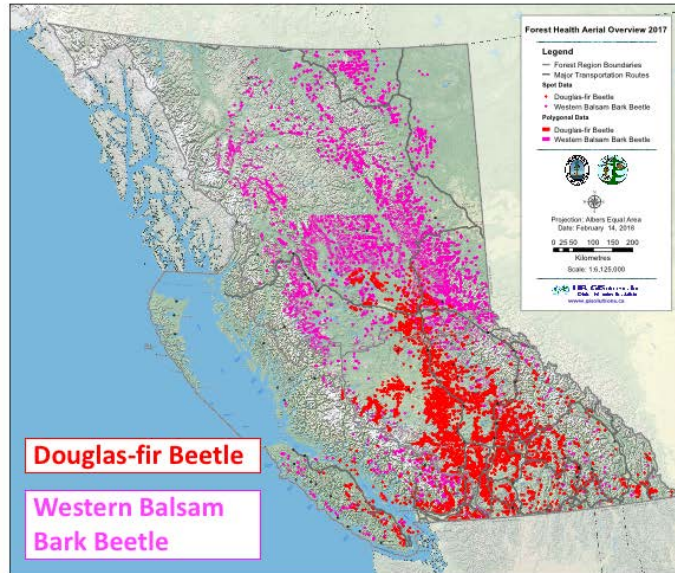 Forest Health Aerial Overview 2017
Legend
Forest Region Boundaries
Major Transportation Routes
Spot Data
Douglas-fir Beetle
Western Balsam Bark Beetle
Polygonal Data
Douglas-fir Beetle
Western Balsam Bark Beetle
Projection: Albers Equal Area
Date: February 14, 2018
0 25 50 100 150 200
Kilometres
Scale: 1:6,125,000
Douglas-fir Beetle
Western Balsam
Bark Beetle